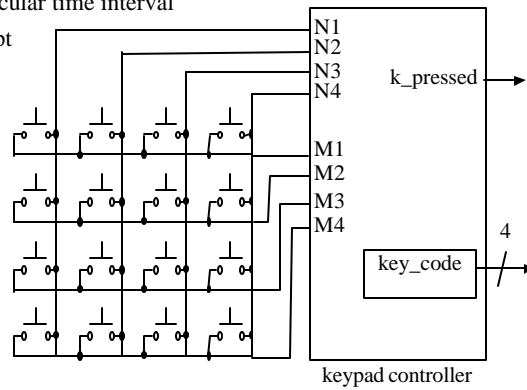 cular time interval
pt
N1
N2
N3
N4
k_pressed
M1
M2
M3
M4
4
key_code
keypad controller